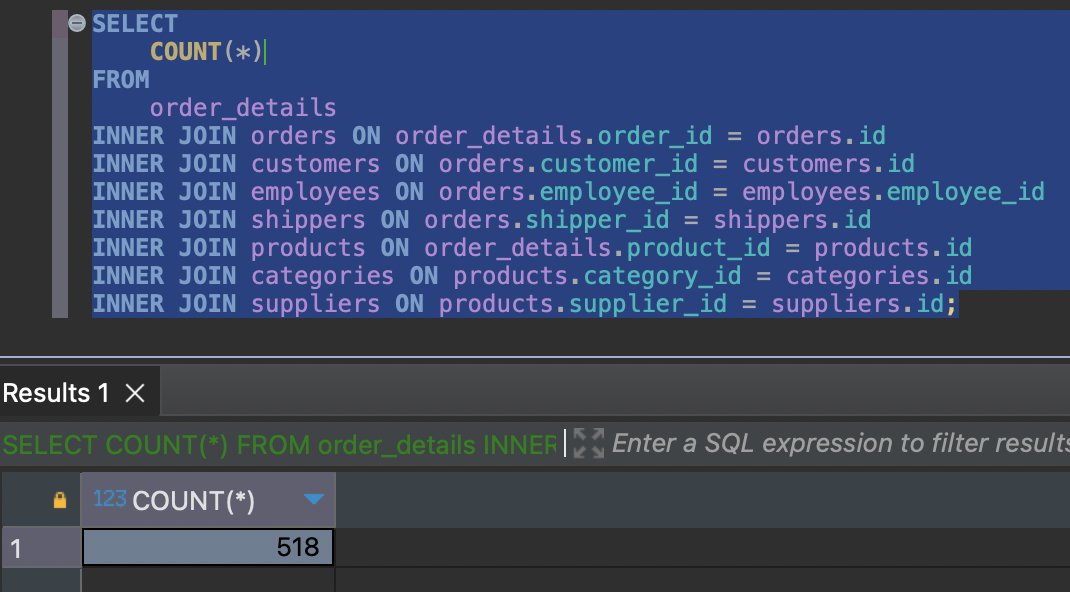 SELECT
COUNT(*)
FROM
order_details
INNER JOIN orders ON order_details.order_id = orders.id
INNER JOIN customers ON orders.customer_id = customers.id
INNER JOIN employees ON orders.employee_id = employees.employee_id
INNER JOIN shippers ON orders.shipper_id = shippers.id
INNER JOIN products ON order_details.product_id = products.id
INNER JOIN categories ON products.category_id = categories.id
INNER JOIN suppliers ON products.supplier_id = suppliers.id;
Results 1
SELECT COUNT(*) FROM order_details INNER Enter a SQL expression to filter results
123 COUNT(*)
1 518